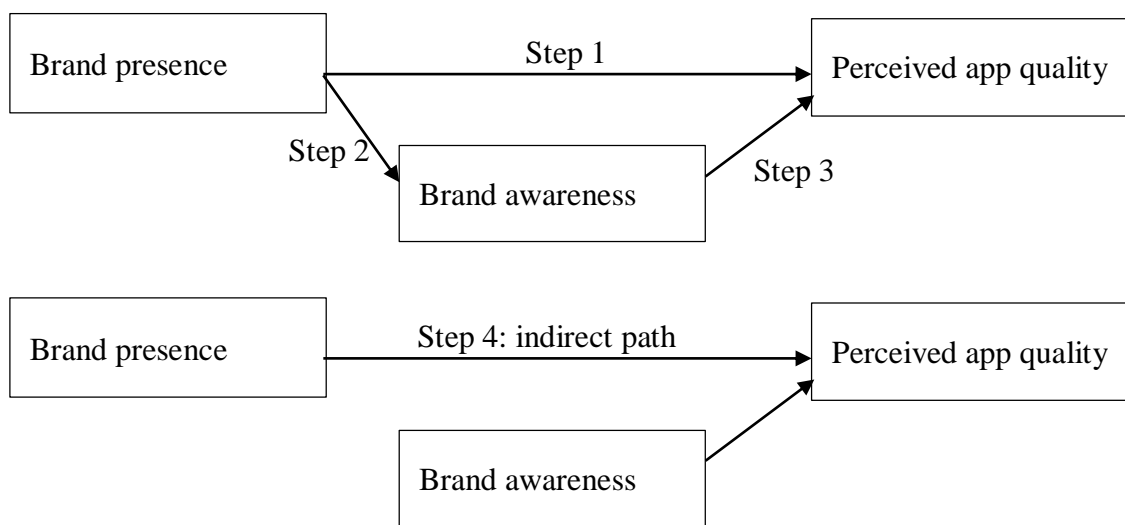 Brand presence
Step 1
Perceived app quality
Step 2
Brand awareness
Step 3
Brand presence
Step 4: indirect path
Perceived app quality
Brand awareness